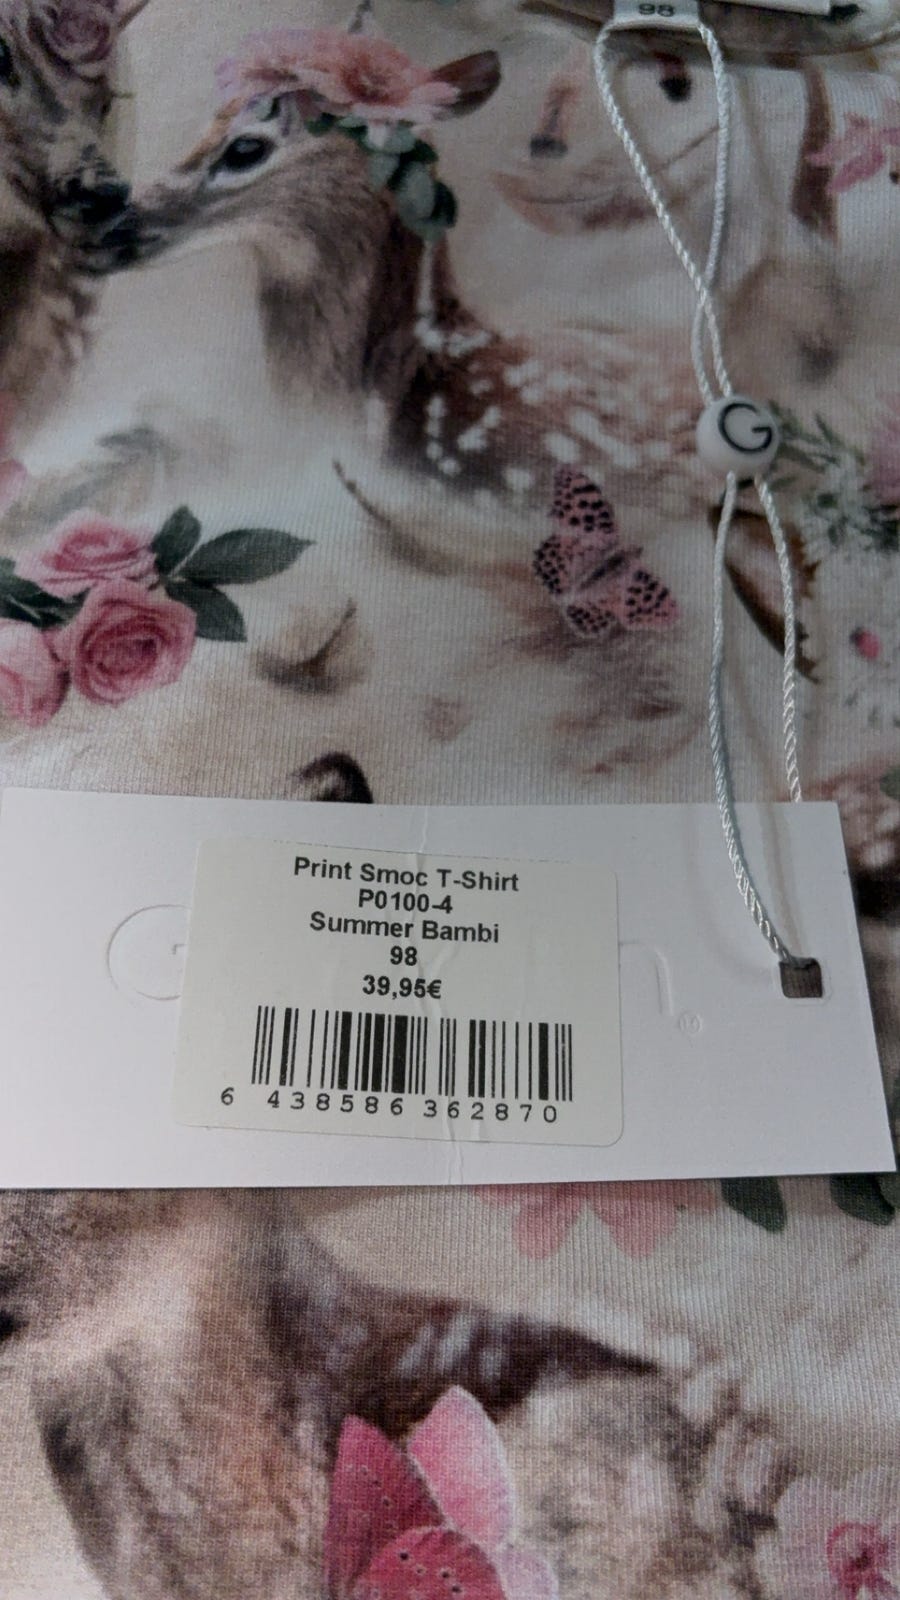 98
G
Print Smoc T-Shirt
P0100-4
Summer Bambi
98
39,95€
6 438586 362870